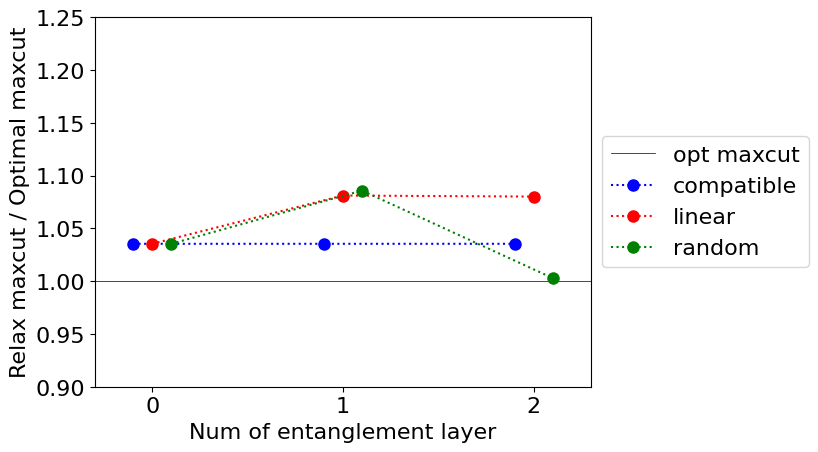 Relax maxcut / Optimal maxcut
1.25
1.20
1.15
1.10
1.05
1.00
0.95
0.90
0
1
2
Num of entanglement layer
opt maxcut
compatible
linear
random